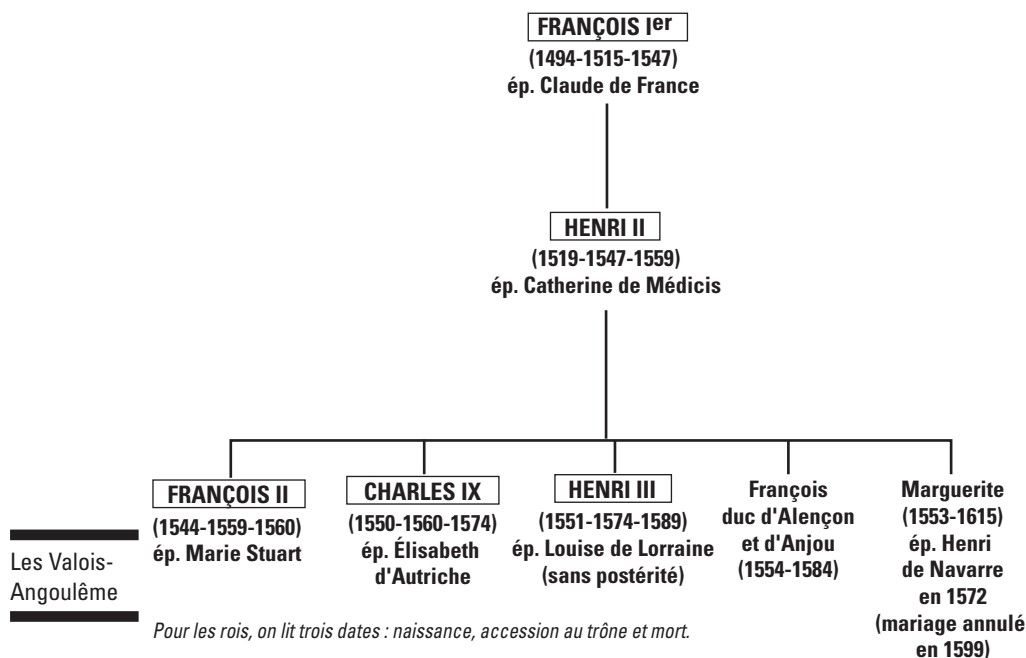 FRANÇOIS Ier
(1494-1515-1547)
ép. Claude de France
HENRI II
(1519-1547-1559)
ép. Catherine de Médicis
FRANÇOIS II
(1544-1559-1560)
ép. Marie Stuart
CHARLES IX
(1550-1560-1574)
ép. Élisabeth
d'Autriche
HENRI III
(1551-1574-1589)
ép. Louise de Lorraine
(sans postérité)
François
duc d'Alençon
et d'Anjou
(1554-1584)
Marguerite
(1553-1615)
ép. Henri
de Navarre
en 1572
(mariage annulé
en 1599)
Les Valois-
Angoulême
Pour les rois, on lit trois dates : naissance, accession au trône et mort.